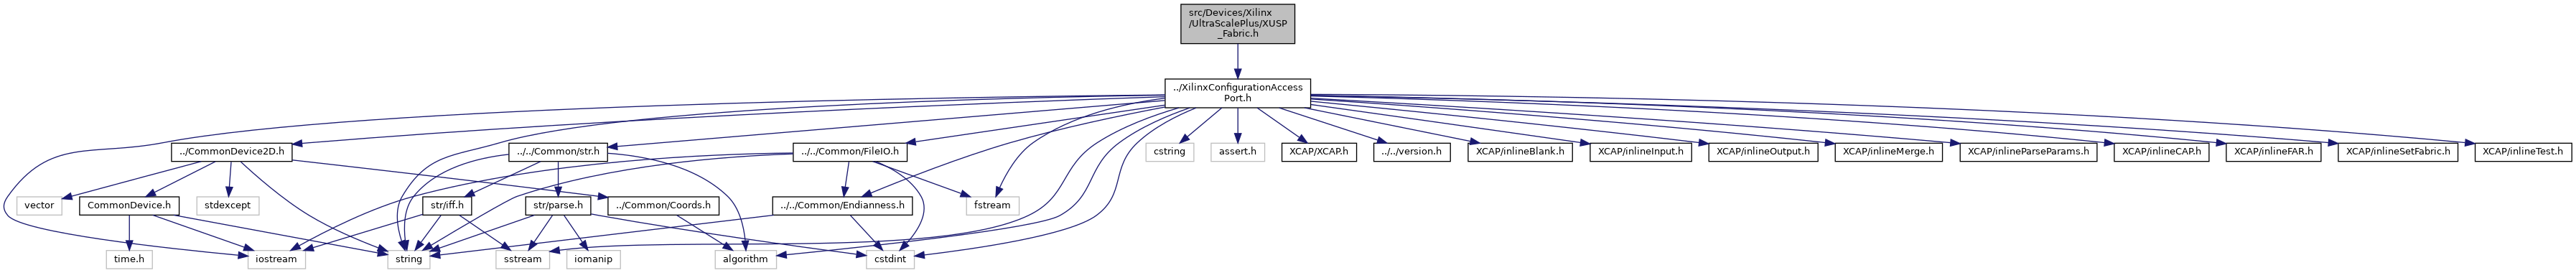 src/Devices/Xilinx
/UltraScalePlus/XUSP
_Fabric.h
../XilinxConfigurationAccess
Port.h
../CommonDevice2D.h
../../Common/str.h
../../Common/FileIO.h
cstring
assert.h
XCAP/XCAP.h
../../version.h
XCAP/inlineBlank.h
XCAP/inlineInput.h
XCAP/inlineOutput.h
XCAP/inlineMerge.h
XCAP/inlineParseParams.h
XCAP/inlineCAP.h
XCAP/inlineFAR.h
XCAP/inlineSetFabric.h
XCAP/inlineTest.h
vector
CommonDevice.h
stdexcept
str/iff.h
str/parse.h
../Common/Coords.h
../../Common/Endianness.h
fstream
time.h
iostream
string
sstream
iomanip
algorithm
cstdint